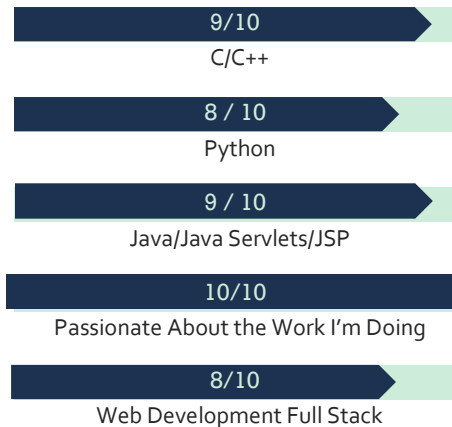 9/10
C/C++
8 / 10
Python
9 / 10
Java/Java Servlets/JSP
10/10
Passionate About the Work I'm Doing
8/10
Web Development Full Stack